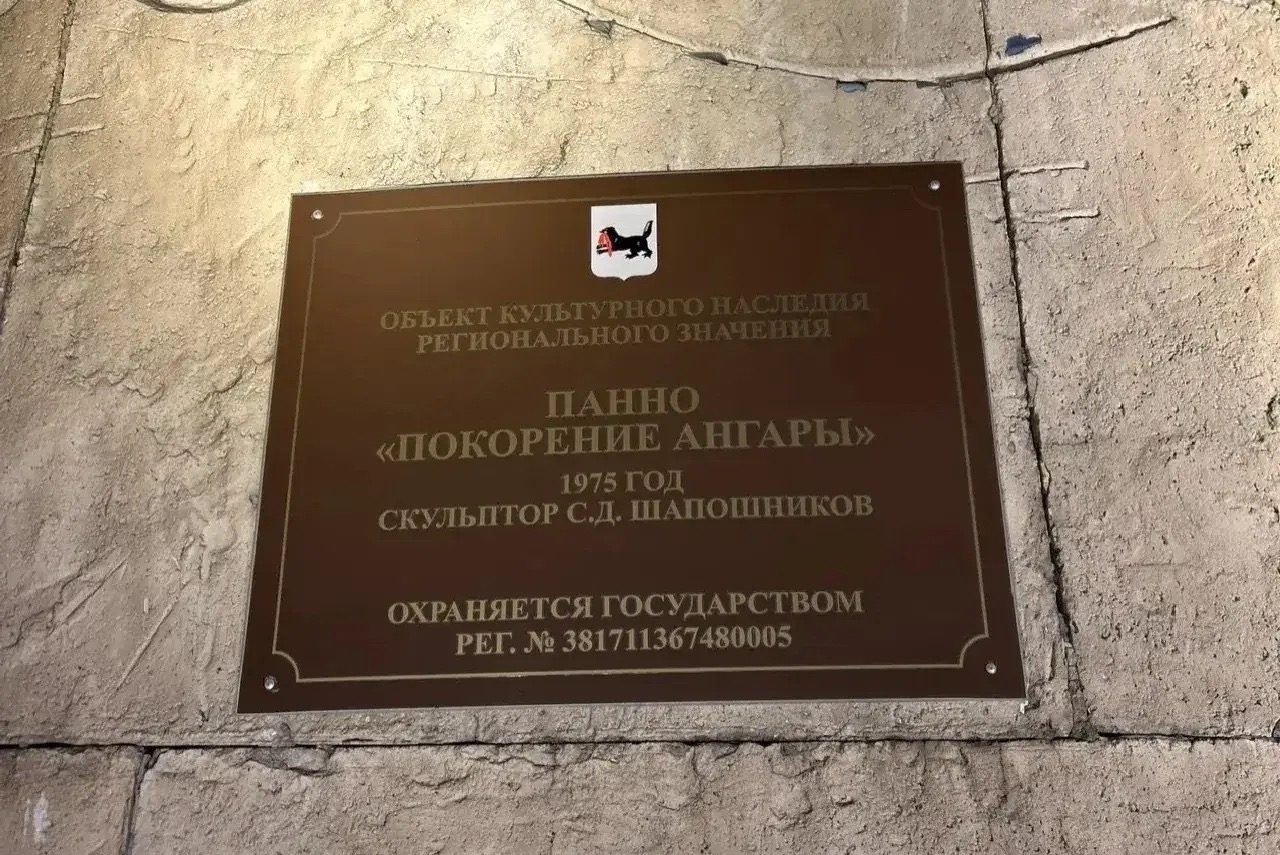 ОБЪЕКТ КУЛЬТУРНОГО НАСЛЕДИЯ
РЕГИОНАЛЬНОГО ЗНАЧЕНИЯ
ПАННО
«ПОКОРЕНИЕ АНГАРЫ»
1975 ГОД
СКУЛЬПТОР С.Д. ШАПОШНИКОВ
ОХРАНЯЕТСЯ ГОСУДАРСТВОМ
РЕГ. № 381711367480005